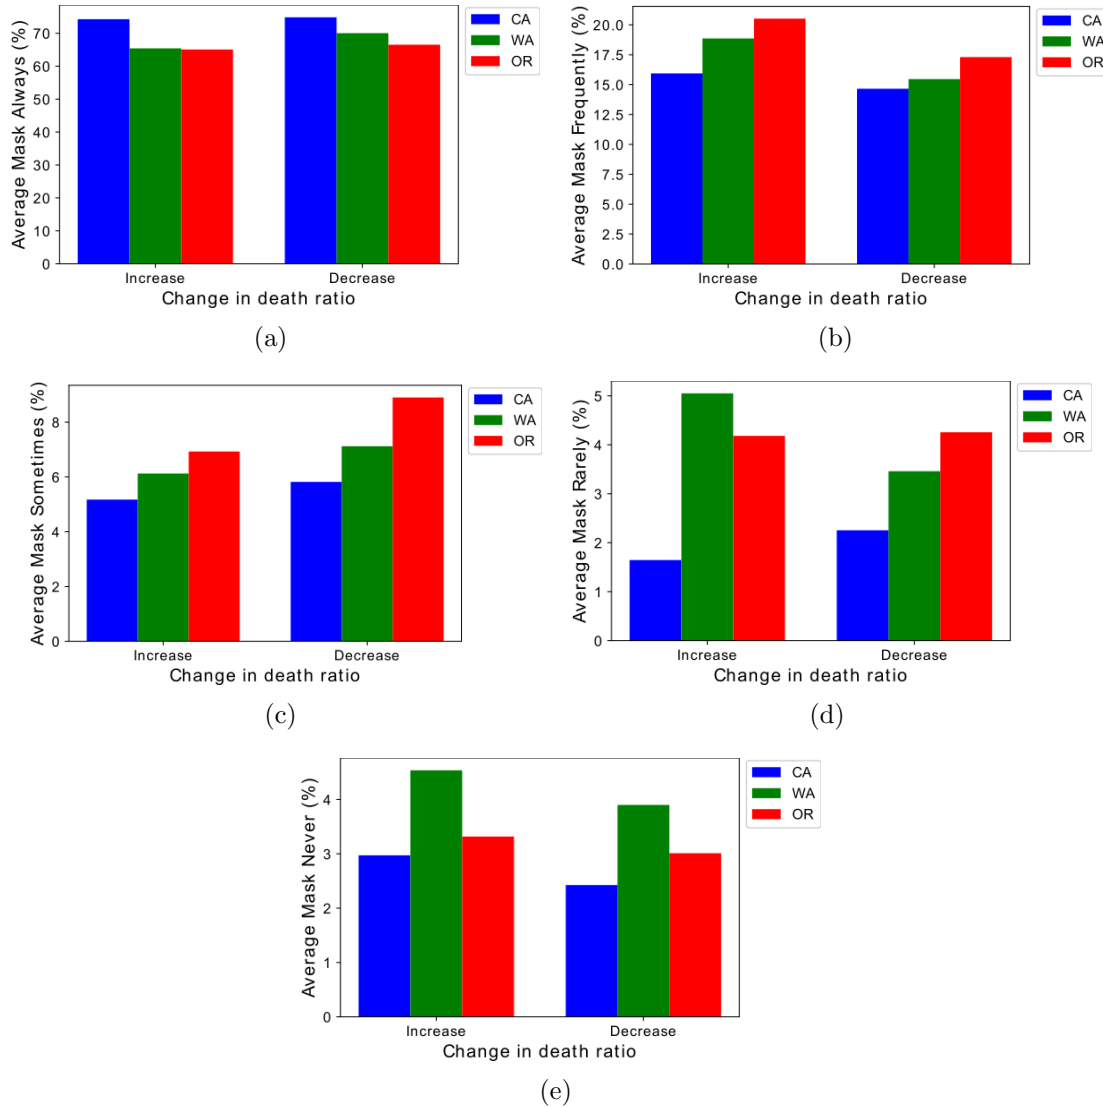 Average Mask Always (%)
70
60
50
40
30
20
10
0
Increase Decrease
Change in death ratio
CA
WA
OR
(a)
Average Mask Frequently (%)
20.0
17.5
15.0
12.5
10.0
7.5
5.0
2.5
0.0
Increase Decrease
Change in death ratio
CA
WA
OR
(b)
Average Mask Sometimes (%)
8
6
4
2
0
Increase Decrease
Change in death ratio
CA
WA
OR
(c)
Average Mask Rarely (%)
5
4
3
2
1
0
Increase Decrease
Change in death ratio
CA
WA
OR
(d)
Average Mask Never (%)
4
3
2
1
0
Increase Decrease
Change in death ratio
CA
WA
OR
(e)